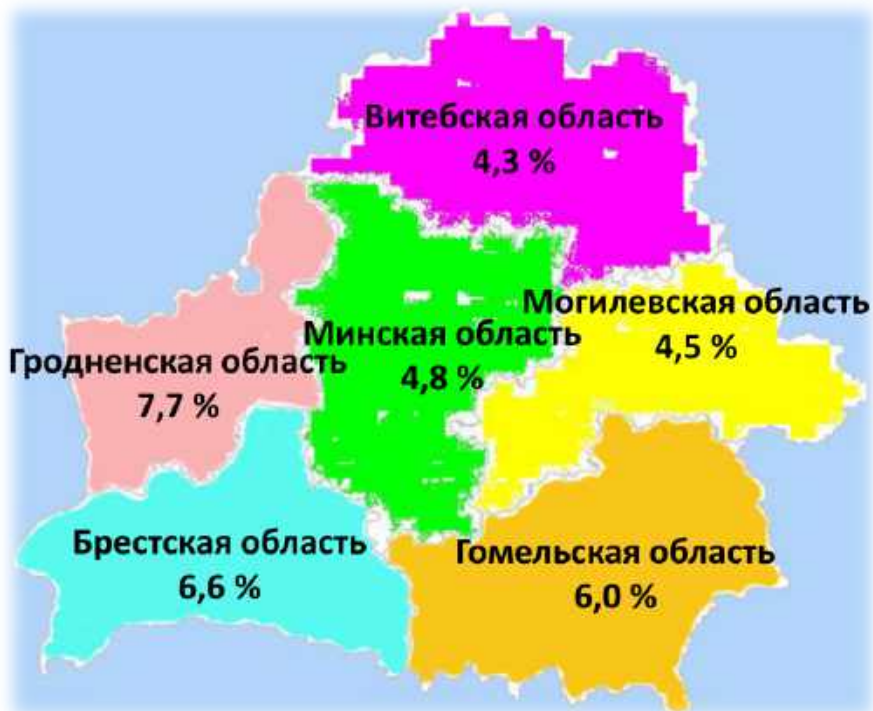 Витебская область
4,3 %
Могилевская область
4,5 %
Минская область
4,8 %
Гродненская область
7,7 %
Брестская область
6,6 %
Гомельская область
6,0 %